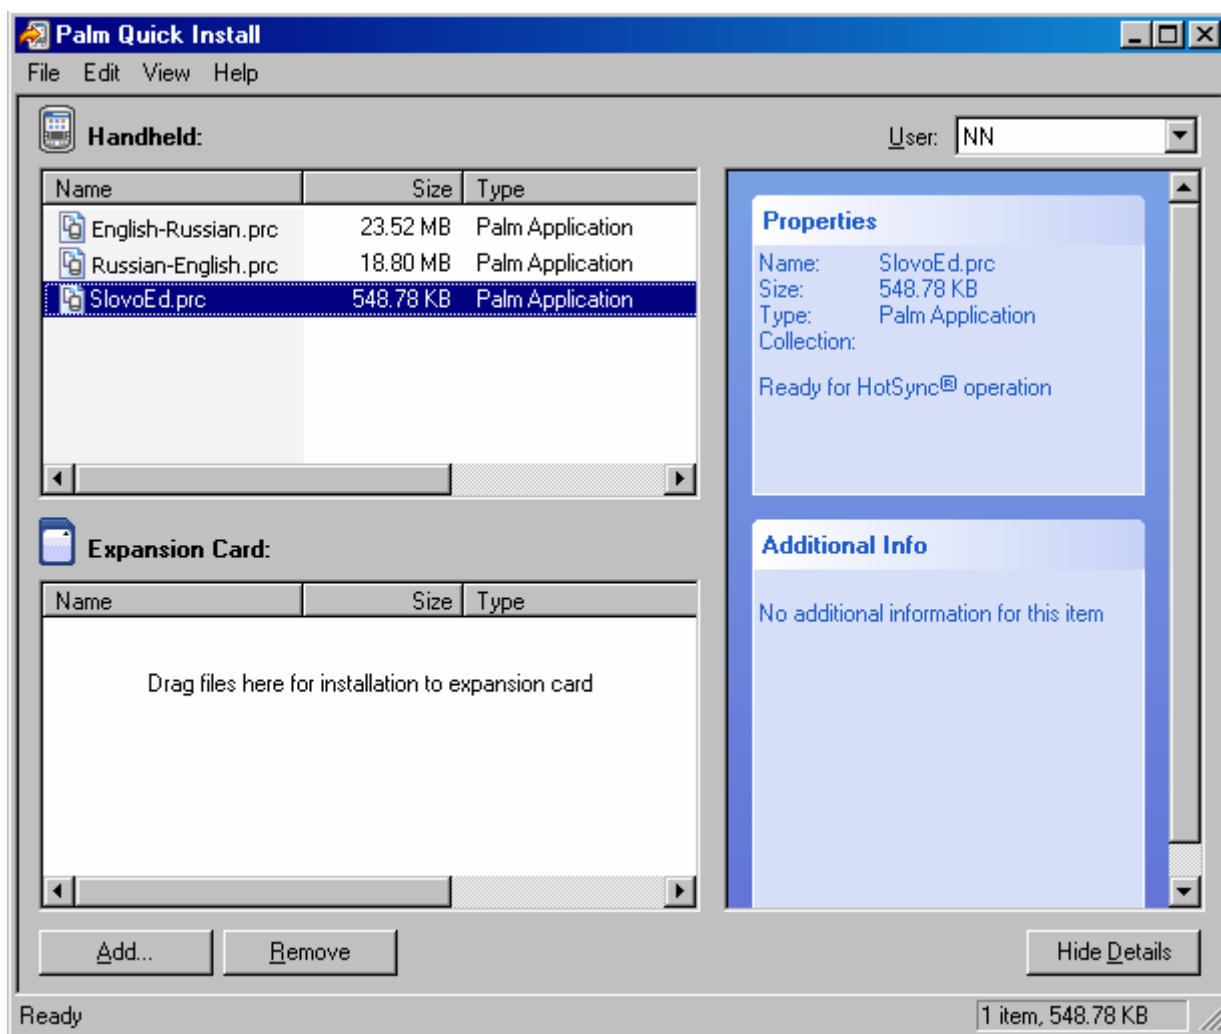 Palm Quick Install
File Edit View Help
Handheld:
User: NN
Name Size Type
English-Russian.prc 23.52 MB Palm Application
Russian-English.prc 18.80 MB Palm Application
SlovoEd.prc 548.78 KB Palm Application
Properties
Name: SlovoEd.prc
Size: 548.78 KB
Type: Palm Application
Collection:
Ready for HotSync® operation
Expansion Card:
Name Size Type
Drag files here for installation to expansion card
Additional Info
No additional information for this item
Add... Remove Hide Details
Ready 1 item, 548.78 KB